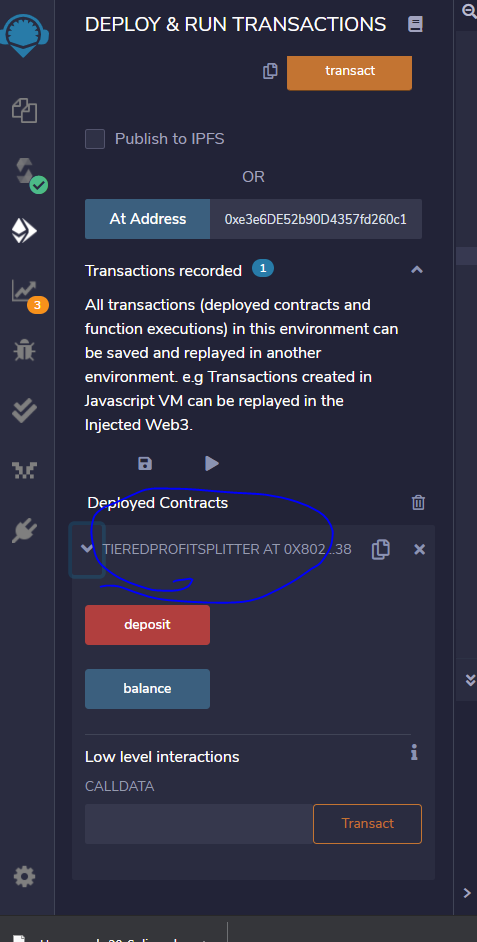 DEPLOY & RUN TRANSACTIONS
transact
Publish to IPFS
OR
At Address 0xe3e6DE52b90D4357fd260c1
Transactions recorded 1
All transactions (deployed contracts and
function executions) in this environment can
be saved and replayed in another
environment. e.g Transactions created in
Javascript VM can be replayed in the
Injected Web3.
3
Deployed Contracts
TIEREDPROFITSPLITTER AT 0X802 38
deposit
balance
Low level interactions
CALLDATA
Transact